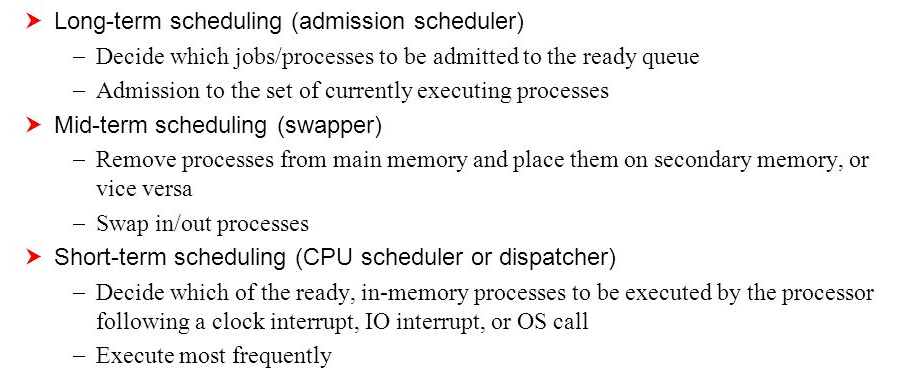 ➤ Long-term scheduling (admission scheduler)
– Decide which jobs/processes to be admitted to the ready queue
– Admission to the set of currently executing processes
➤ Mid-term scheduling (swapper)
– Remove processes from main memory and place them on secondary memory, or
vice versa
– Swap in/out processes
➤ Short-term scheduling (CPU scheduler or dispatcher)
– Decide which of the ready, in-memory processes to be executed by the processor
following a clock interrupt, IO interrupt, or OS call
– Execute most frequently